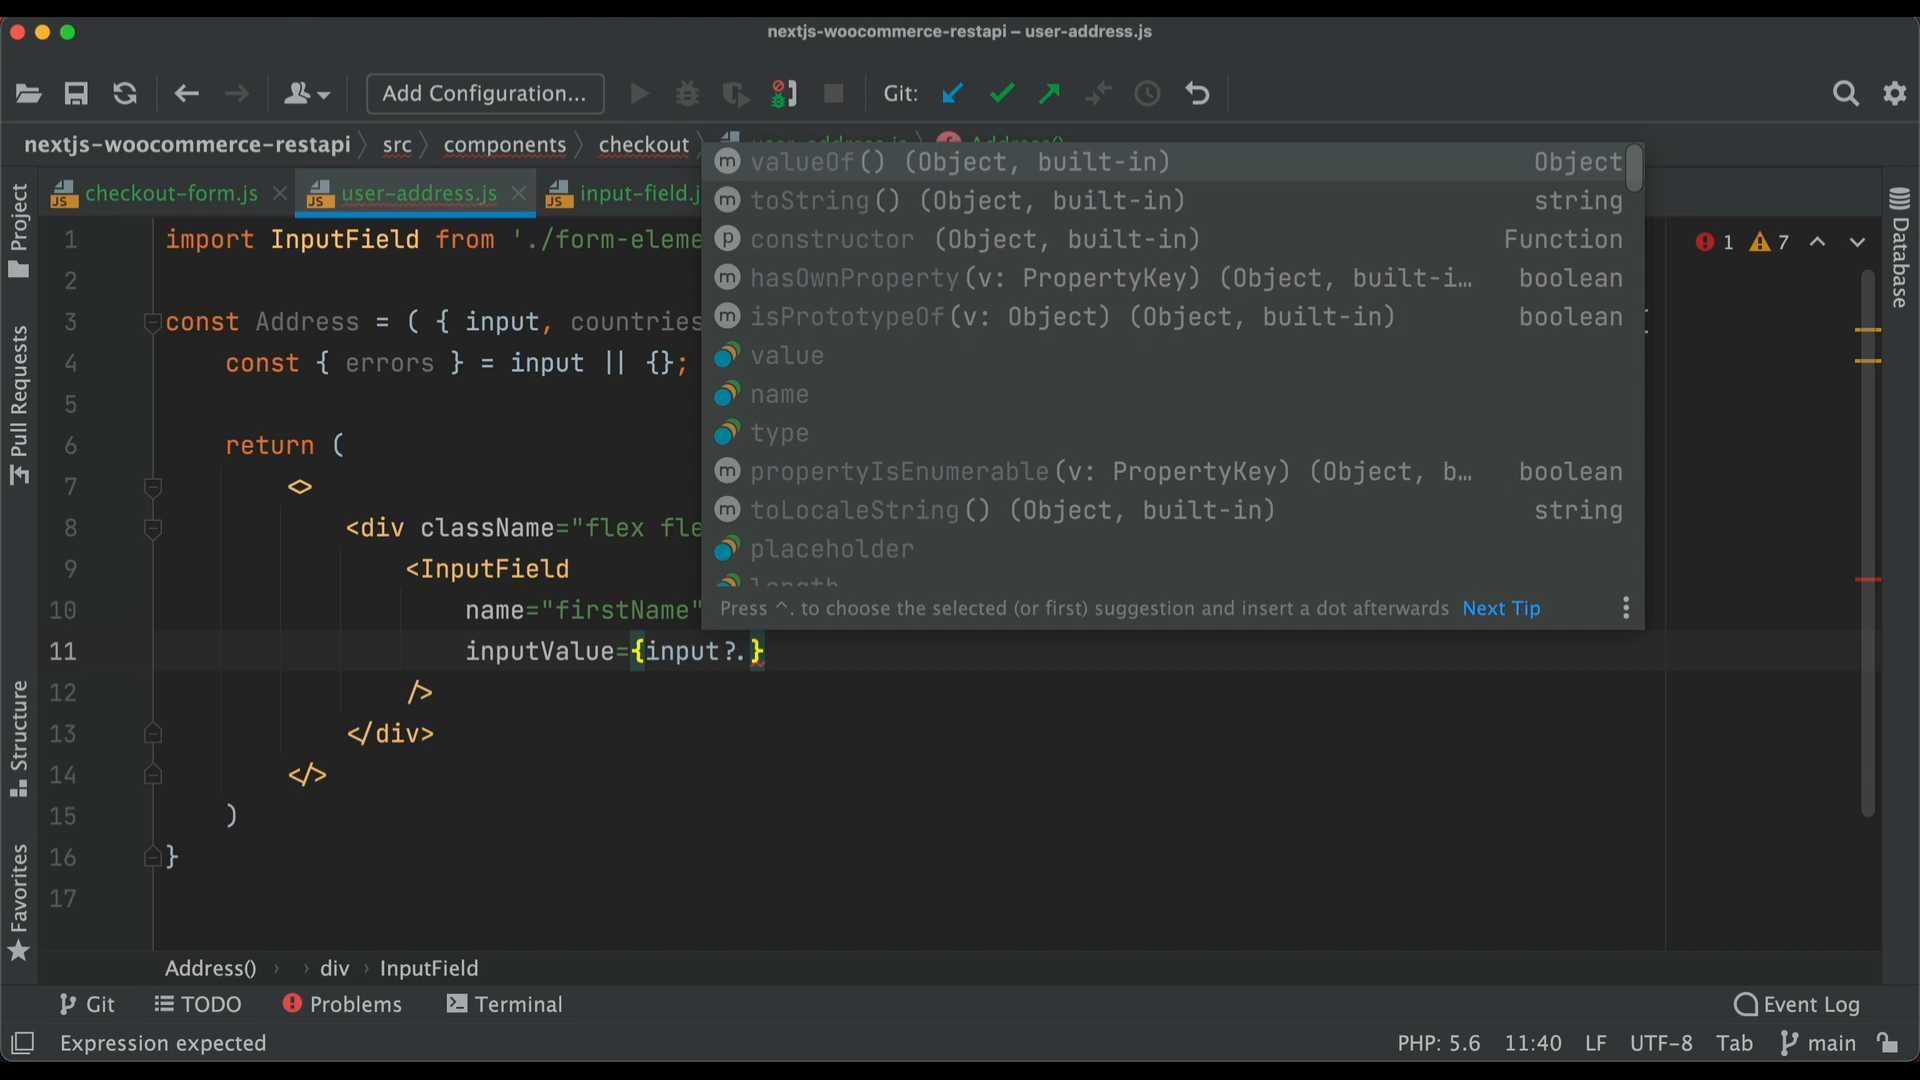 nextjs-woocommerce-restapi – user-address.js
Add Configuration...
Git:
nextjs-woocommerce-restapi src components checkout
checkout-form.js user-address.js input-field.j
Project
Pull Requests
Structure
Favorites
Database
1 import InputField from './form-eleme
2
3 const Address = ( { input, countries
4 const { errors } = input || {};
5
6 return (
7 <>
8 <div className="flex fle
9 <InputField
10 name="firstName"
11 inputValue={input?.}
12 />
13 </div>
14 </>
15 )
16 }
17
valueOf() (Object, built-in) Object
toString() (Object, built-in) string
constructor (Object, built-in) Function
hasOwnProperty(v: PropertyKey) (Object, built-i... boolean
isPrototypeOf(v: Object) (Object, built-in) boolean
value
name
type
propertyIsEnumerable(v: PropertyKey) (Object, b... boolean
toLocaleString() (Object, built-in) string
placeholder
length
Press ^. to choose the selected (or first) suggestion and insert a dot afterwards Next Tip
1 7
Address() div InputField
Git TODO Problems Terminal Event Log
Expression expected PHP: 5.6 11:40 LF UTF-8 Tab main